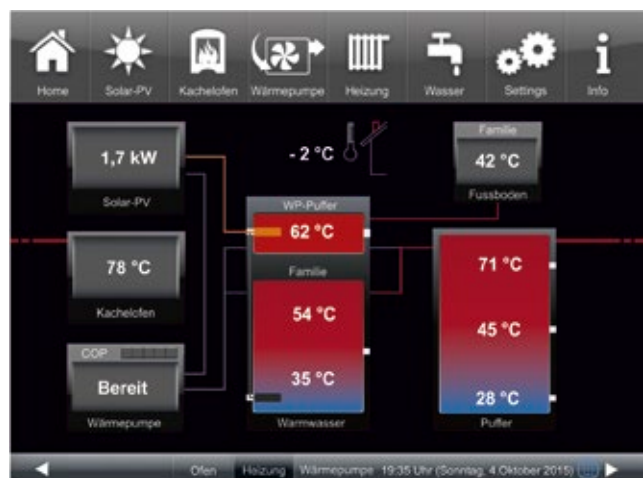 Home Solar-PV Kachelofen Wärmepumpe Heizung Wasser Settings Info
1,7 kW
Solar-PV
- 2 °C
Familie
42 °C
Fussboden
WP-Puffer
62 °C
78 °C
Kachelofen
Familie
54 °C
35 °C
Warmwasser
71 °C
45 °C
28 °C
Puffer
COP
Bereit
Wärmepumpe
Ofen Heizung Wärmepumpe 19:35 Uhr (Sonntag, 4.Oktober 2015)